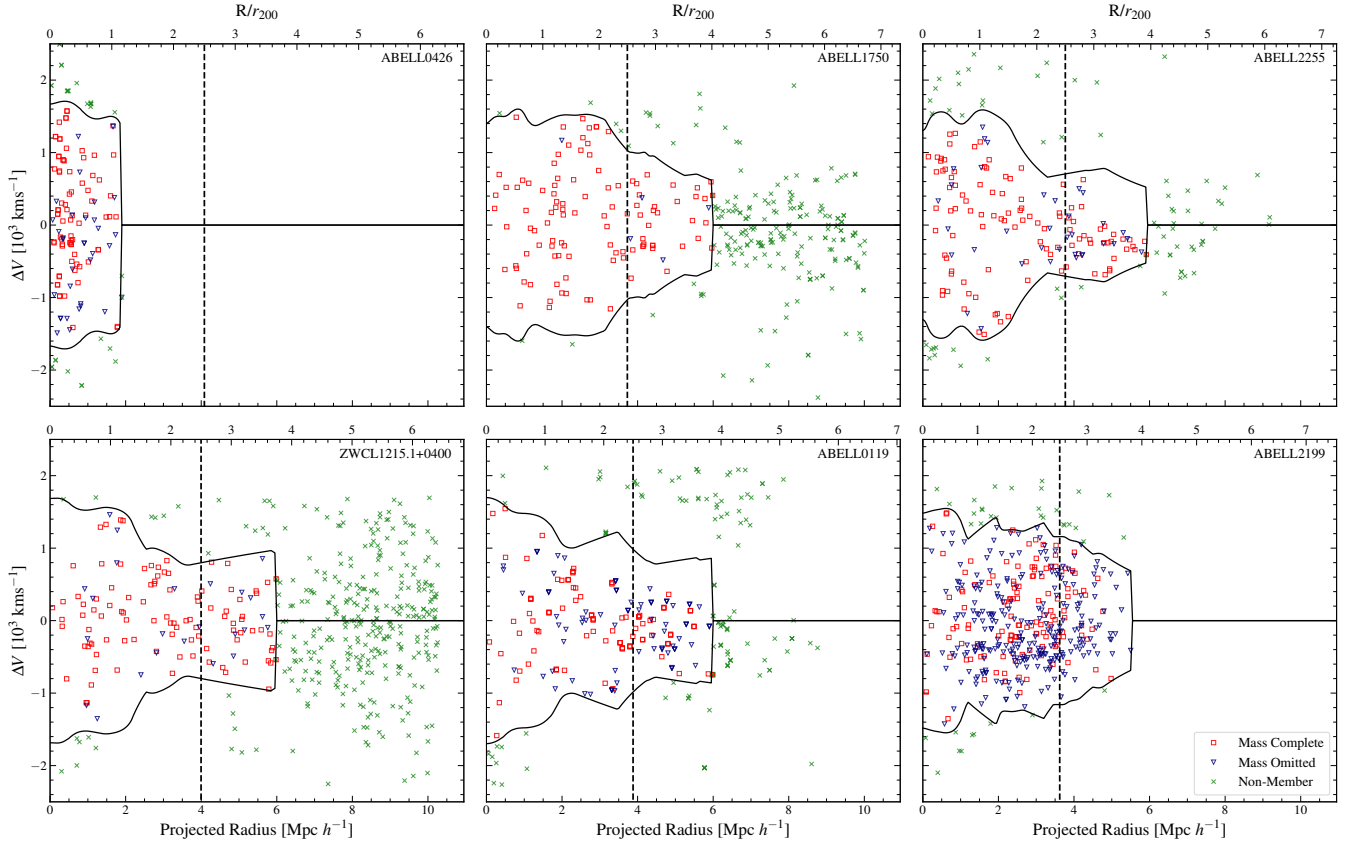 R/r200 R/r200 R/r200
0 1 2 3 4 5 6 0 1 2 3 4 5 6 7 0 1 2 3 4 5 6 7
ABELL0426 ABELL1750 ABELL2255
2
1
0
−1
−2
ΔV [10³ kms⁻¹]
0 1 2 3 4 5 6 0 1 2 3 4 5 6 7 0 1 2 3 4 5 6 7
ZWCL1215.1+0400 ABELL0119 ABELL2199
2
1
0
−1
−2
ΔV [10³ kms⁻¹]
Mass Complete
Mass Omitted
Non-Member
0 2 4 6 8 10 0 2 4 6 8 10 0 2 4 6 8 10
Projected Radius [Mpc h⁻¹] Projected Radius [Mpc h⁻¹] Projected Radius [Mpc h⁻¹]